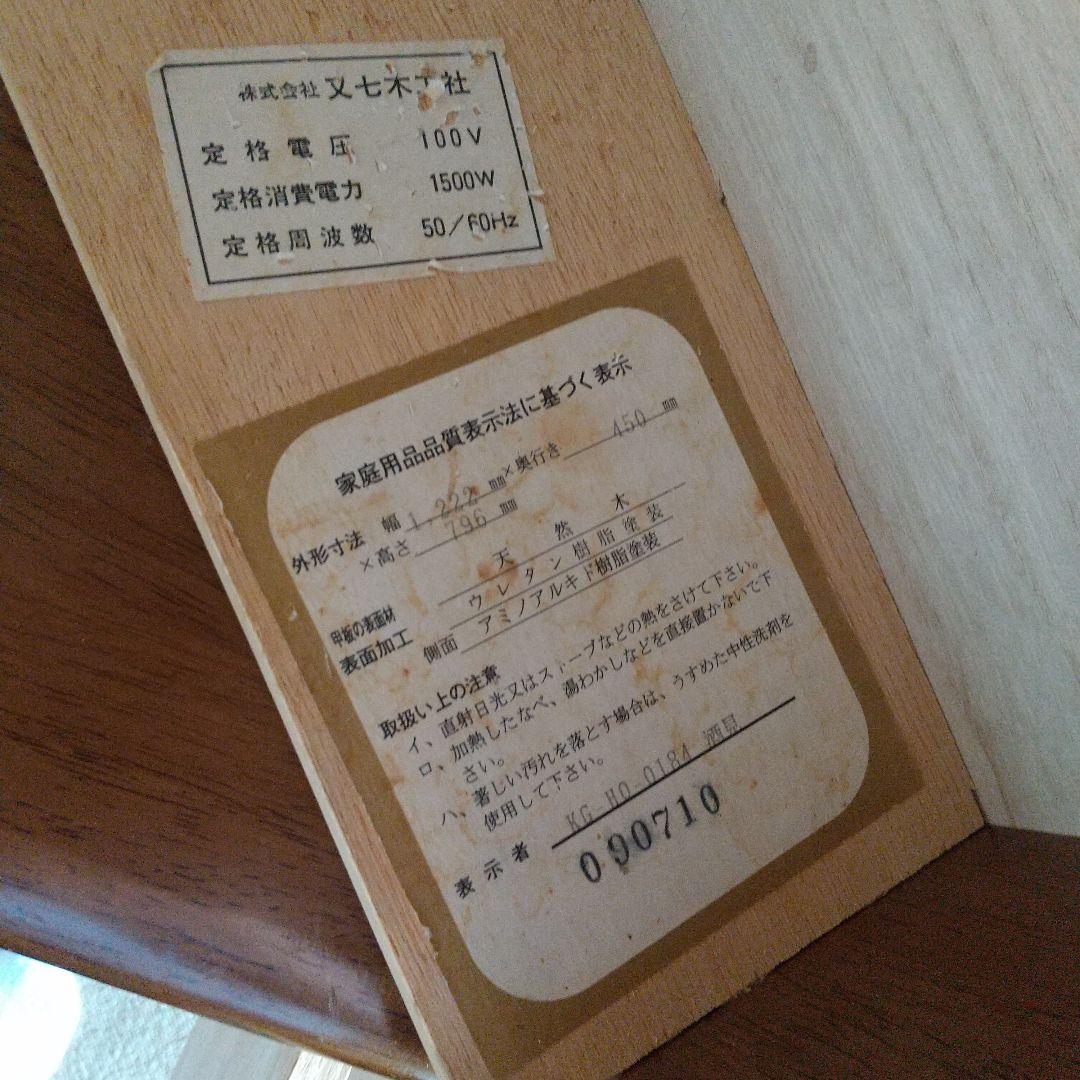 株式会社 又七木工社
定格電圧 100V
定格消費電力 1500W
定格周波数 50/60Hz
家庭用品品質表示法に基づく表示
外形寸法 幅 1,222 mm×奥行き 450 mm
×高さ 796 mm
甲板の表面材 天然木
表面加工 ウレタン樹脂塗装
側面 アミノアルキド樹脂塗装
取扱い上の注意
イ、直射日光又はストーブなどの熱をさけて下さい。
ロ、加熱したなべ、湯わかしなどを直接置かないで下
さい。
ハ、著しい汚れを落とす場合は、うすめた中性洗剤を
使用して下さい。
表示者 KG-HO-0184 酒見
090710